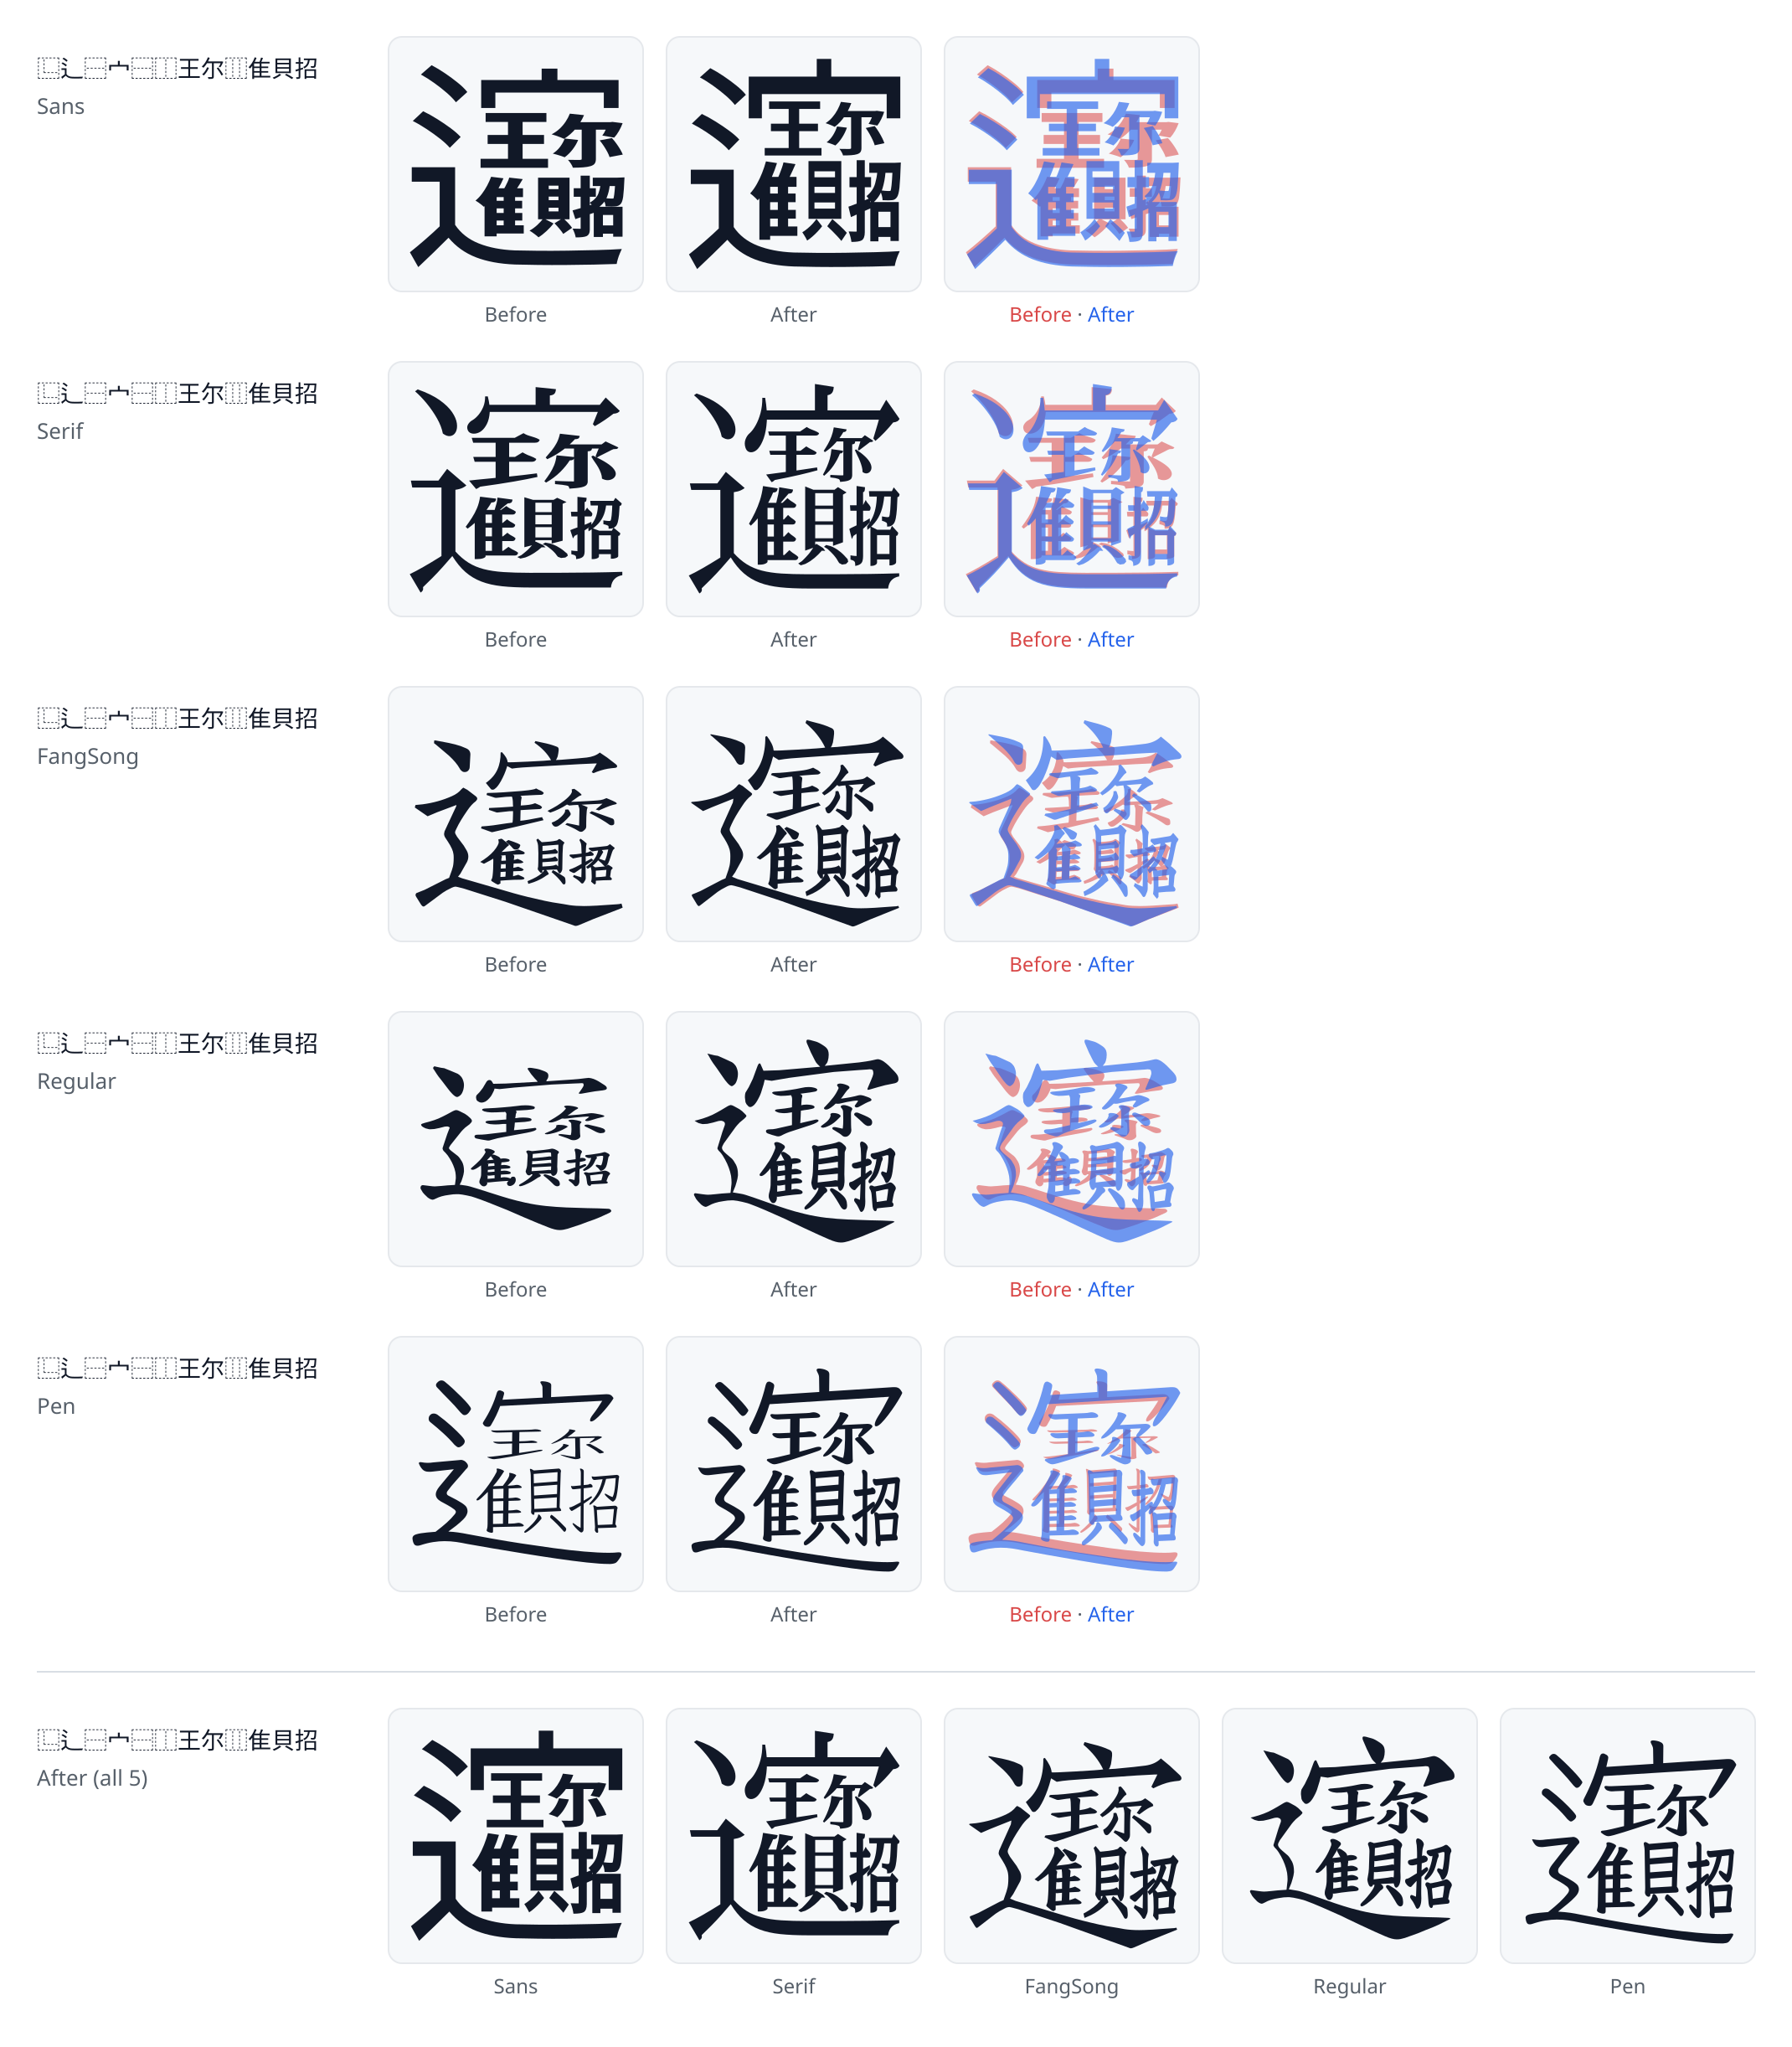 ⿺辶⿱宀⿱⿰王尔⿲隹貝招
Sans
Before
After
Before · After
⿺辶⿱宀⿱⿰王尔⿲隹貝招
Serif
Before
After
Before · After
⿺辶⿱宀⿱⿰王尔⿲隹貝招
FangSong
Before
After
Before · After
⿺辶⿱宀⿱⿰王尔⿲隹貝招
Regular
Before
After
Before · After
⿺辶⿱宀⿱⿰王尔⿲隹貝招
Pen
Before
After
Before · After
⿺辶⿱宀⿱⿰王尔⿲隹貝招
After (all 5)
Sans
Serif
FangSong
Regular
Pen